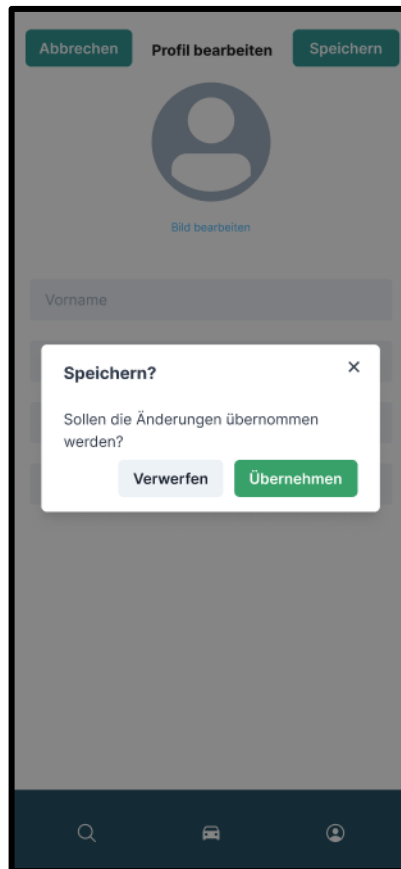 Abbrechen
Profil bearbeiten
Speichern
Bild bearbeiten
Vorname
Speichern?
Sollen die Änderungen übernommen
werden?
Verwerfen
Übernehmen